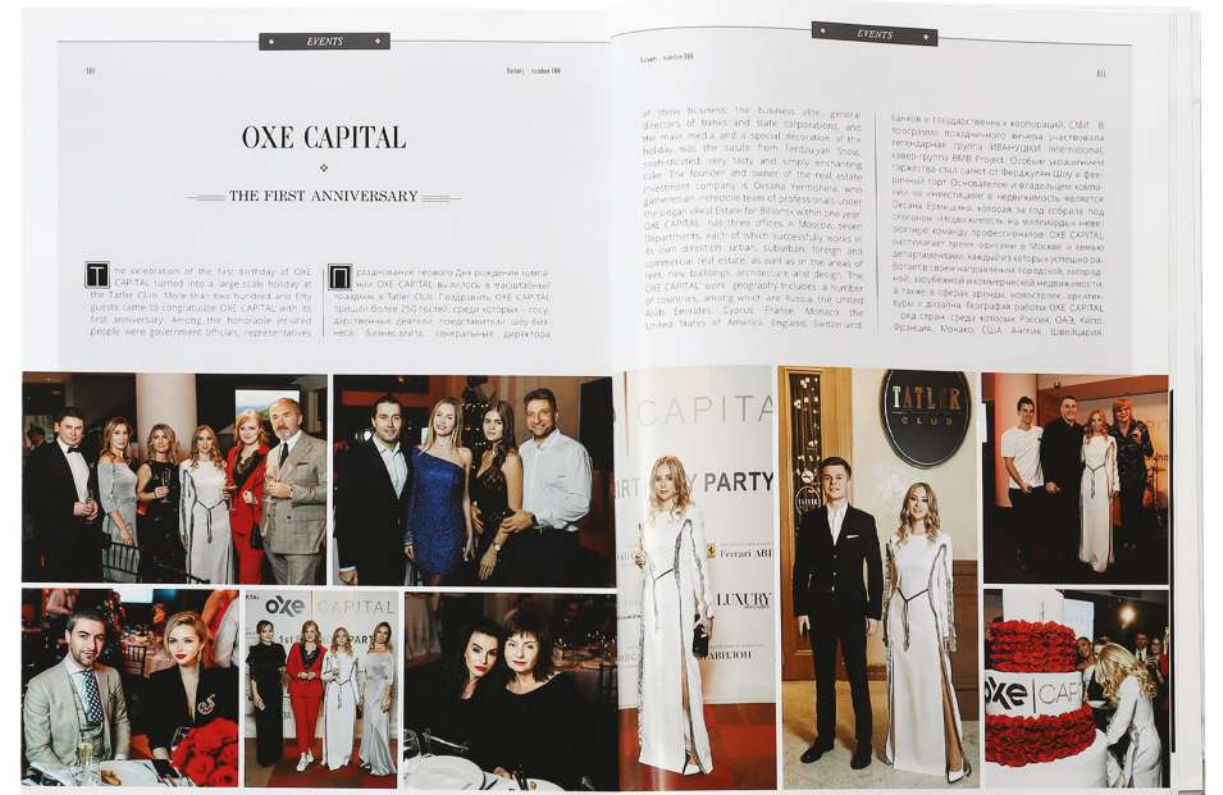 EVENTS
EVENTS
Luxury - number 100
OXE CAPITAL
THE FIRST ANNIVERSARY
The celebration of the first birthday of OXE
CAPITAL turned into a large-scale holiday at
the Tatler Club. More than two hundred and fifty
guests came to congratulate OXE CAPITAL with its
first anniversary. Among the honorable invited
people were government officials, representatives
Празднование первого Дня рождения компа-
нии OXE CAPITAL вылилось в масштабный
праздник в Tatler Club. Поздравить OXE CAPITAL
пришли более 250 гостей, среди которых - госу-
дарственные деятели, представители шоу-биз-
неса, бизнес-элита, генеральные директора
of show business, the business elite, general
directors of banks and state corporations, and
the mass media and a special decoration of the
holiday was the salute from Ferdzulyan Show,
sophisticated, very tasty and simply enchanting
cake. The founder and owner of the real estate
investment company is Oksana Yermishina, who
gathered an incredible team of professionals under
the slogan «Real Estate for Billions» within one year.
OXE CAPITAL has three offices in Moscow, seven
departments, each of which successfully works in
its own direction: urban, suburban, foreign and
commercial real estate, as well as in the areas of
rent, new buildings, architecture and design. The
OXE CAPITAL work geography includes a number
of countries, among which are Russia, the United
Arab Emirates, Cyprus, France, Monaco, the
United States of America, England, Switzerland.
банков и государственных корпораций, СМИ. В
программе праздничного вечера участвовала
легендарная группа ИВАНУШКИ International,
кавер-группа BMB Project. Особым украшением
торжества стал салют от Ферджулян Шоу и фее-
ричный торт. Основателем и владельцем компа-
нии по инвестициям в недвижимость является
Оксана Ермишина, которая за год собрала под
слоганом «Недвижимость на миллиарды» неве-
роятную команду профессионалов. OXE CAPITAL
располагает тремя офисами в Москве и семью
департаментами, каждый из которых успешно ра-
ботает в своем направлении: городской, загород-
ной, зарубежной и коммерческой недвижимости,
а также в сферах аренды, новостроек, архитек-
туры и дизайна. География работы OXE CAPITAL
- ряд стран, среди которых Россия, ОАЭ, Кипр,
Франция, Монако, США, Англия, Швейцария.
CAPITA
PARTY
Ferrari
LUXURY
TATLER
CLUB
oxe CAPITAL
1st PART
oxe CAP